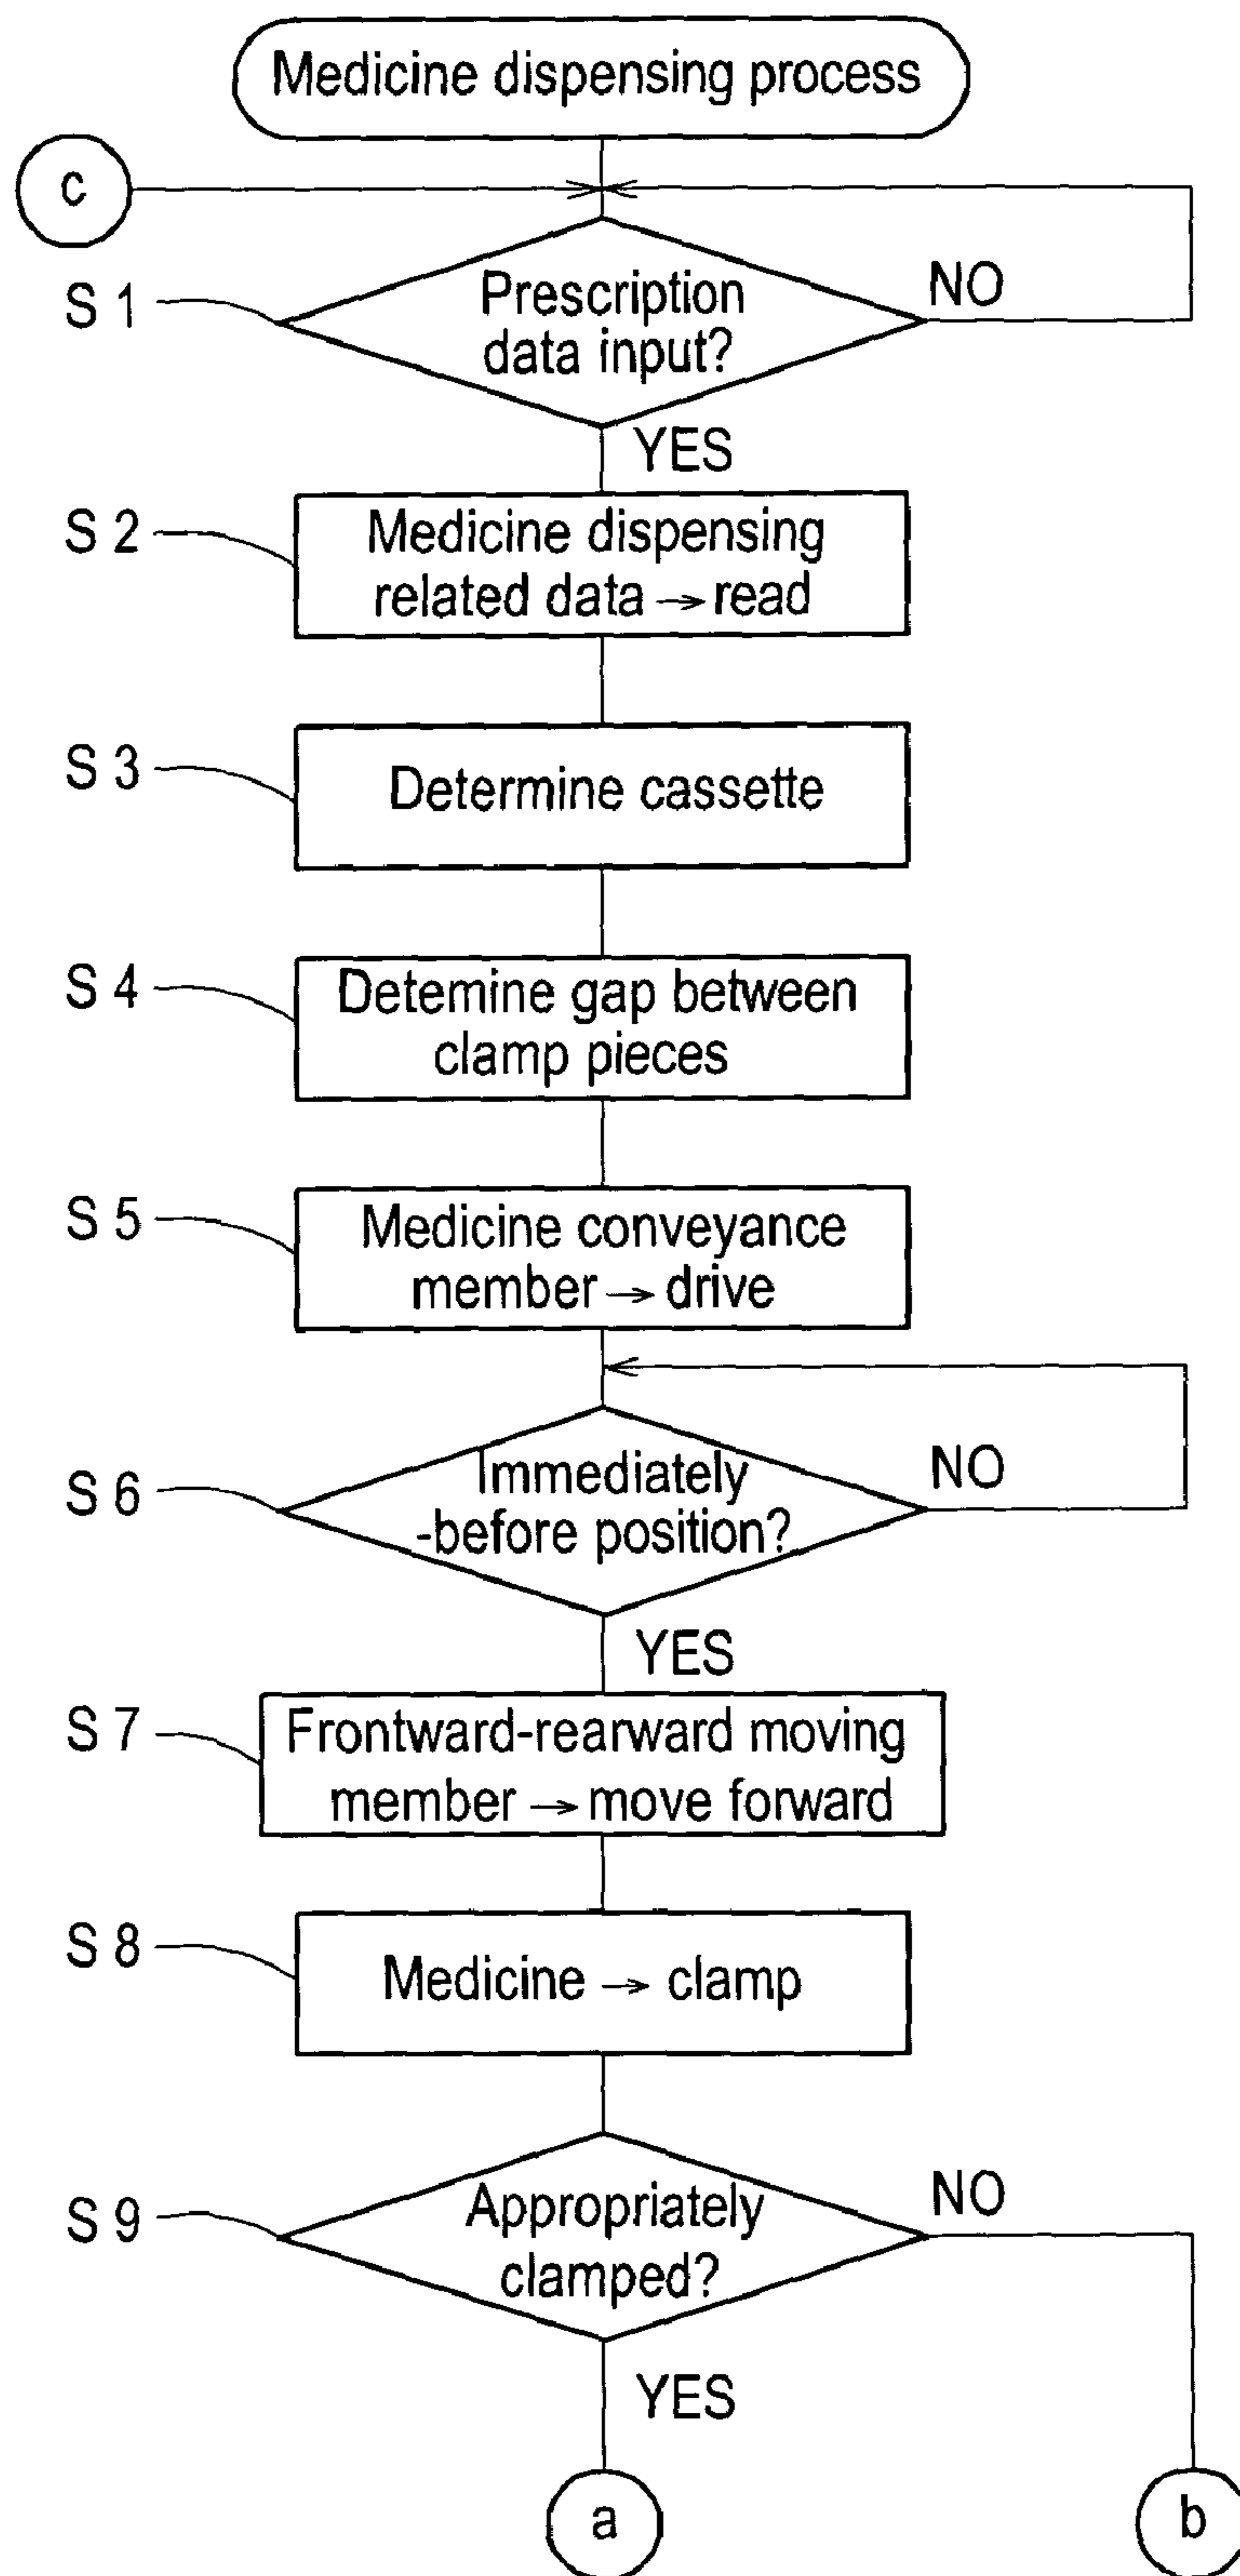 Medicine dispensing process
c
S 1
Prescription
data input?
NO
YES
S 2
Medicine dispensing
related data → read
S 3
Determine cassette
S 4
Detemine gap between
clamp pieces
S 5
Medicine conveyance
member → drive
S 6
Immediately
-before position?
NO
YES
S 7
Frontward-rearward moving
member → move forward
S 8
Medicine → clamp
S 9
Appropriately
clamped?
NO
YES
a
b